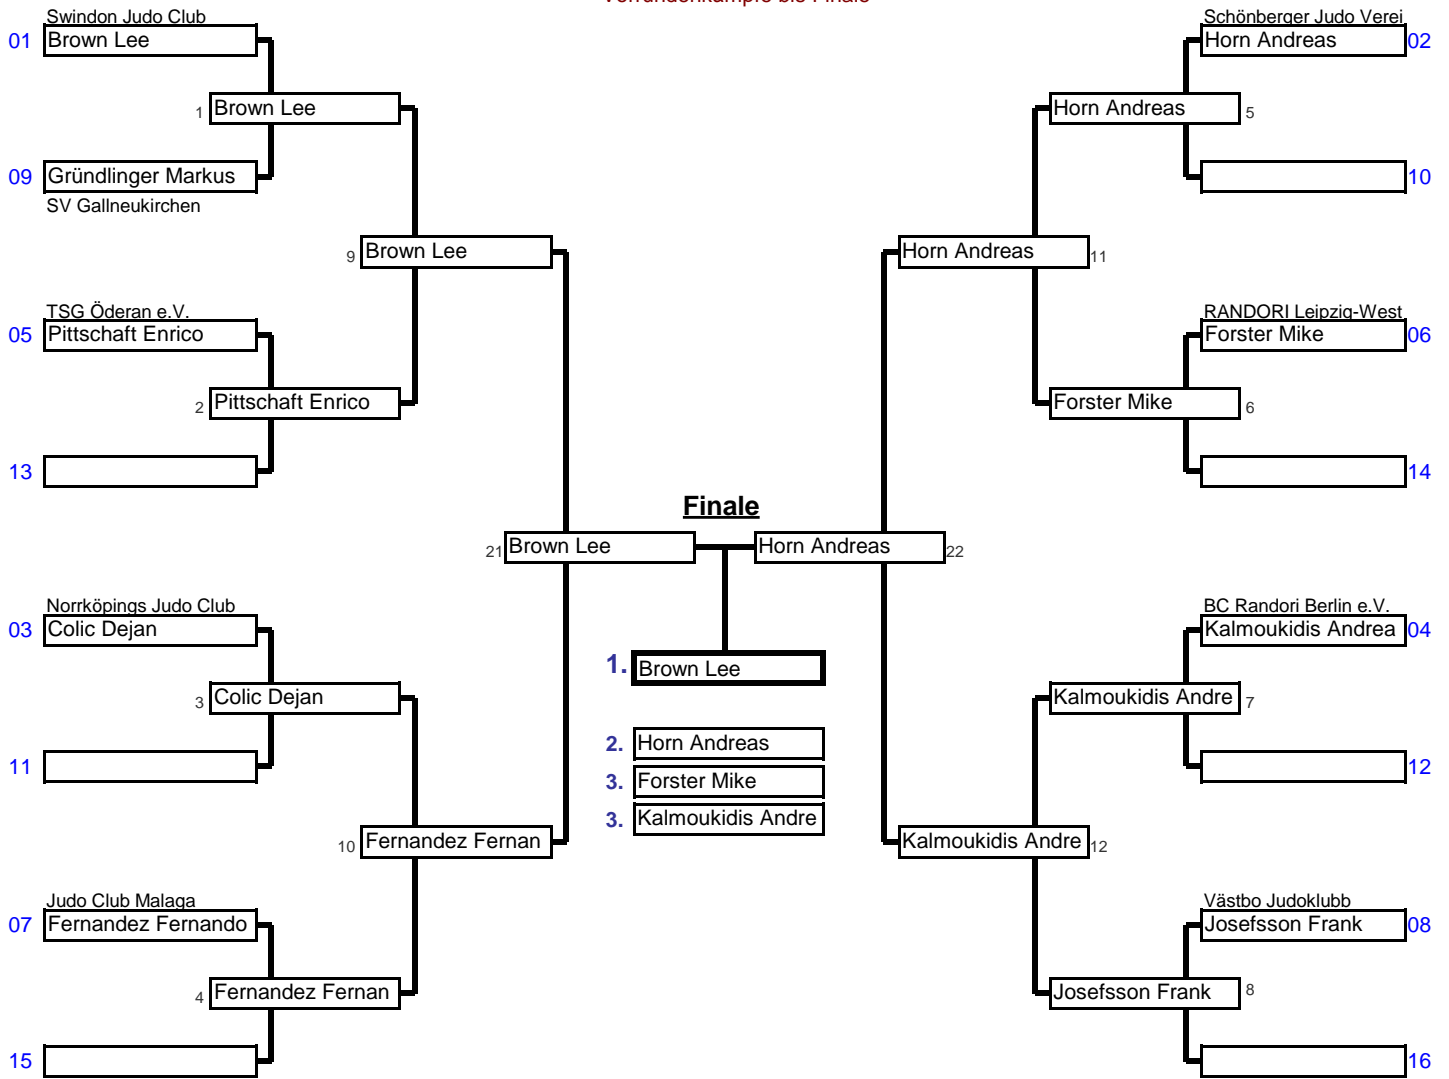 Vorrundenkämpfe bis Finale
Swindon Judo Club
01 Brown Lee
1 Brown Lee
09 Gründlinger Markus
SV Gallneukirchen
9 Brown Lee
TSG Öderan e.V.
05 Pittschaft Enrico
2 Pittschaft Enrico
13
21 Brown Lee
Norrköpings Judo Club
03 Colic Dejan
3 Colic Dejan
11
10 Fernandez Fernan
Judo Club Malaga
07 Fernandez Fernando
4 Fernandez Fernan
15
Finale
1. Brown Lee
2. Horn Andreas
3. Forster Mike
3. Kalmoukidis Andre
Schönberger Judo Verei
Horn Andreas 02
Horn Andreas 5
10
Horn Andreas 11
RANDORI Leipzig-West
Forster Mike 06
Forster Mike 6
14
Horn Andreas 22
BC Randori Berlin e.V.
Kalmoukidis Andrea 04
Kalmoukidis Andre 7
12
Kalmoukidis Andre 12
Västbo Judoklubb
Josefsson Frank 08
Josefsson Frank 8
16